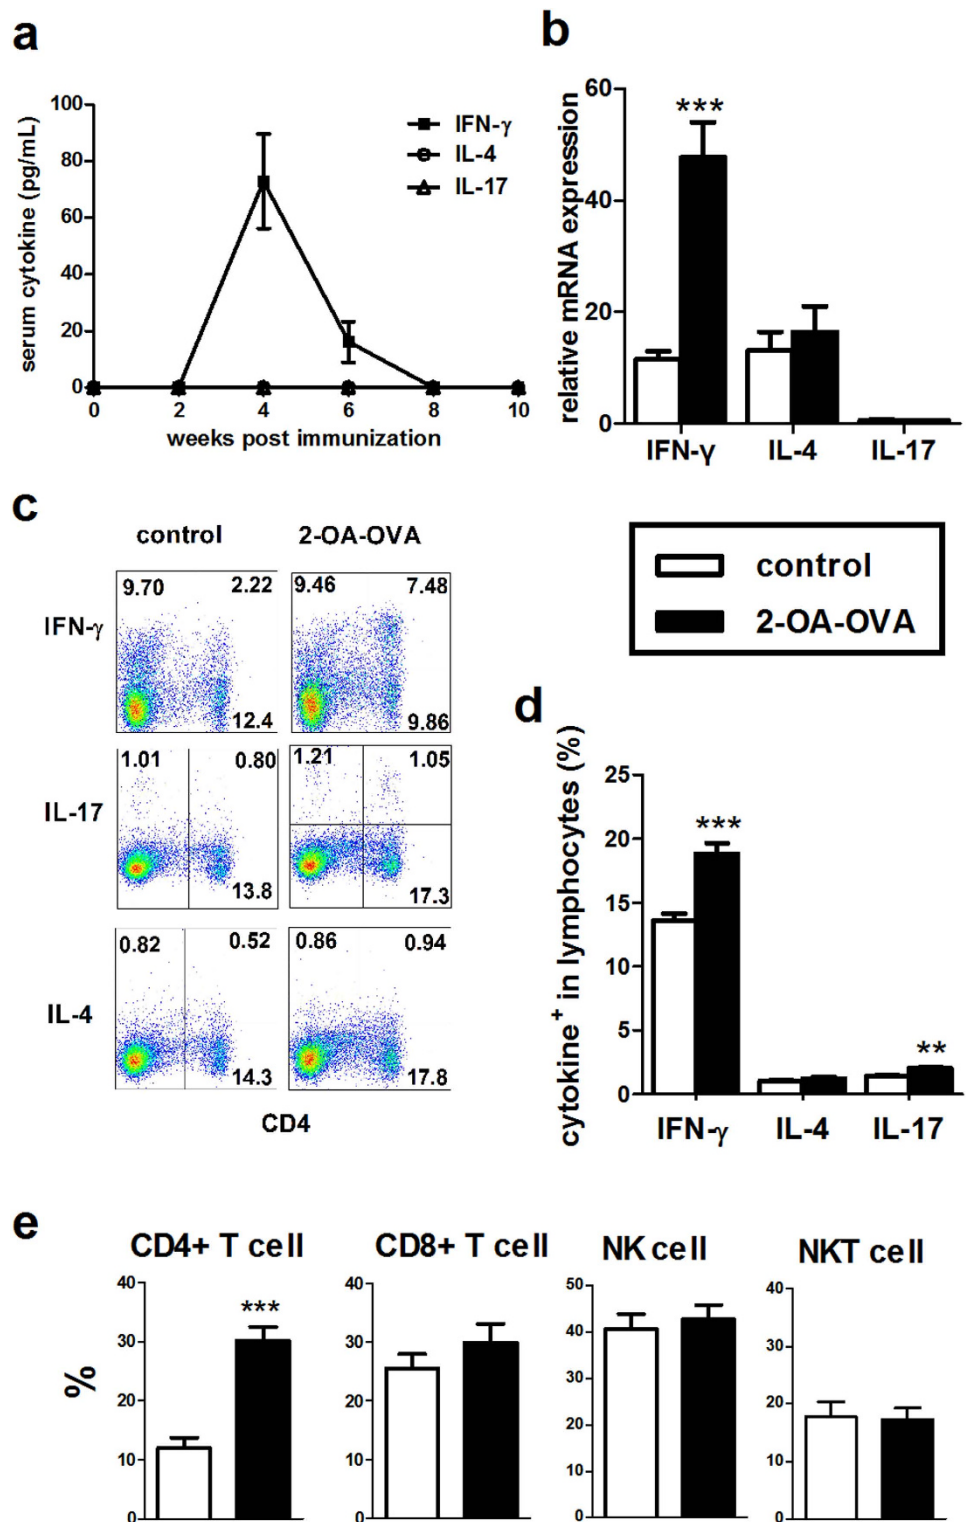 a
100
80
60
40
20
0
serum cytokine (pg/mL)
IFN-γ
IL-4
IL-17
0 2 4 6 8 10
weeks post immunization
b
60
40
20
0
relative mRNA expression
***
IFN-γ IL-4 IL-17
control
2-OA-OVA
c
control 2-OA-OVA
IFN-γ
9.70 2.22
12.4
9.46 7.48
9.86
IL-17
1.01 0.80
13.8
1.21 1.05
17.3
IL-4
0.82 0.52
14.3
0.86 0.94
17.8
CD4
d
25
20
15
10
5
0
cytokine + in lymphocytes (%)
***
**
IFN-γ IL-4 IL-17
e
%
CD4+ T cell
40
30
20
10
0
***
CD8+ T cell
40
30
20
10
0
NK cell
50
40
30
20
10
0
NKT cell
40
30
20
10
0